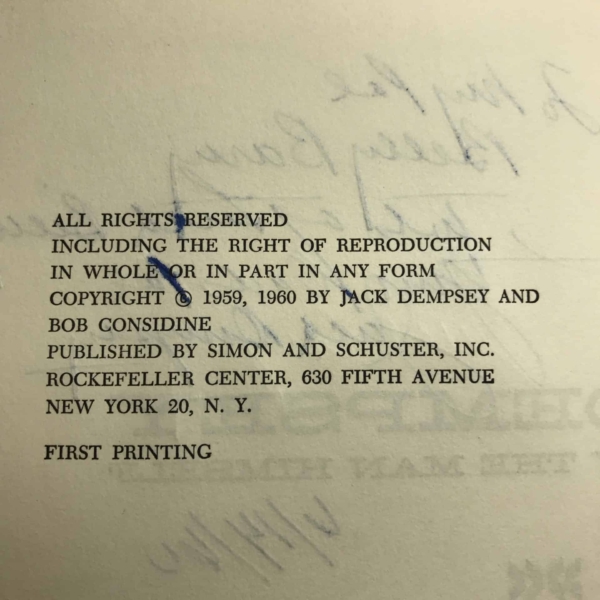 ALL RIGHTS RESERVED
INCLUDING THE RIGHT OF REPRODUCTION
IN WHOLE OR IN PART IN ANY FORM
COPYRIGHT © 1959, 1960 BY JACK DEMPSEY AND
BOB CONSIDINE
PUBLISHED BY SIMON AND SCHUSTER, INC.
ROCKEFELLER CENTER, 630 FIFTH AVENUE
NEW YORK 20, N. Y.
FIRST PRINTING